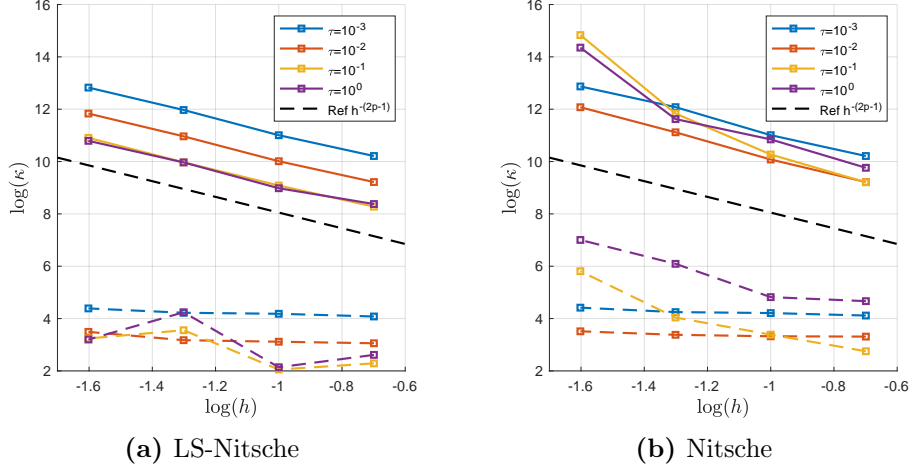 16
14
12
10
8
6
4
2
log(κ)
-1.6
-1.4
-1.2
-1
-0.8
-0.6
log(h)
τ=10^-3
τ=10^-2
τ=10^-1
τ=10^0
Ref h^-(2p-1)
(a) LS-Nitsche
16
14
12
10
8
6
4
2
log(κ)
-1.6
-1.4
-1.2
-1
-0.8
-0.6
log(h)
τ=10^-3
τ=10^-2
τ=10^-1
τ=10^0
Ref h^-(2p-1)
(b) Nitsche